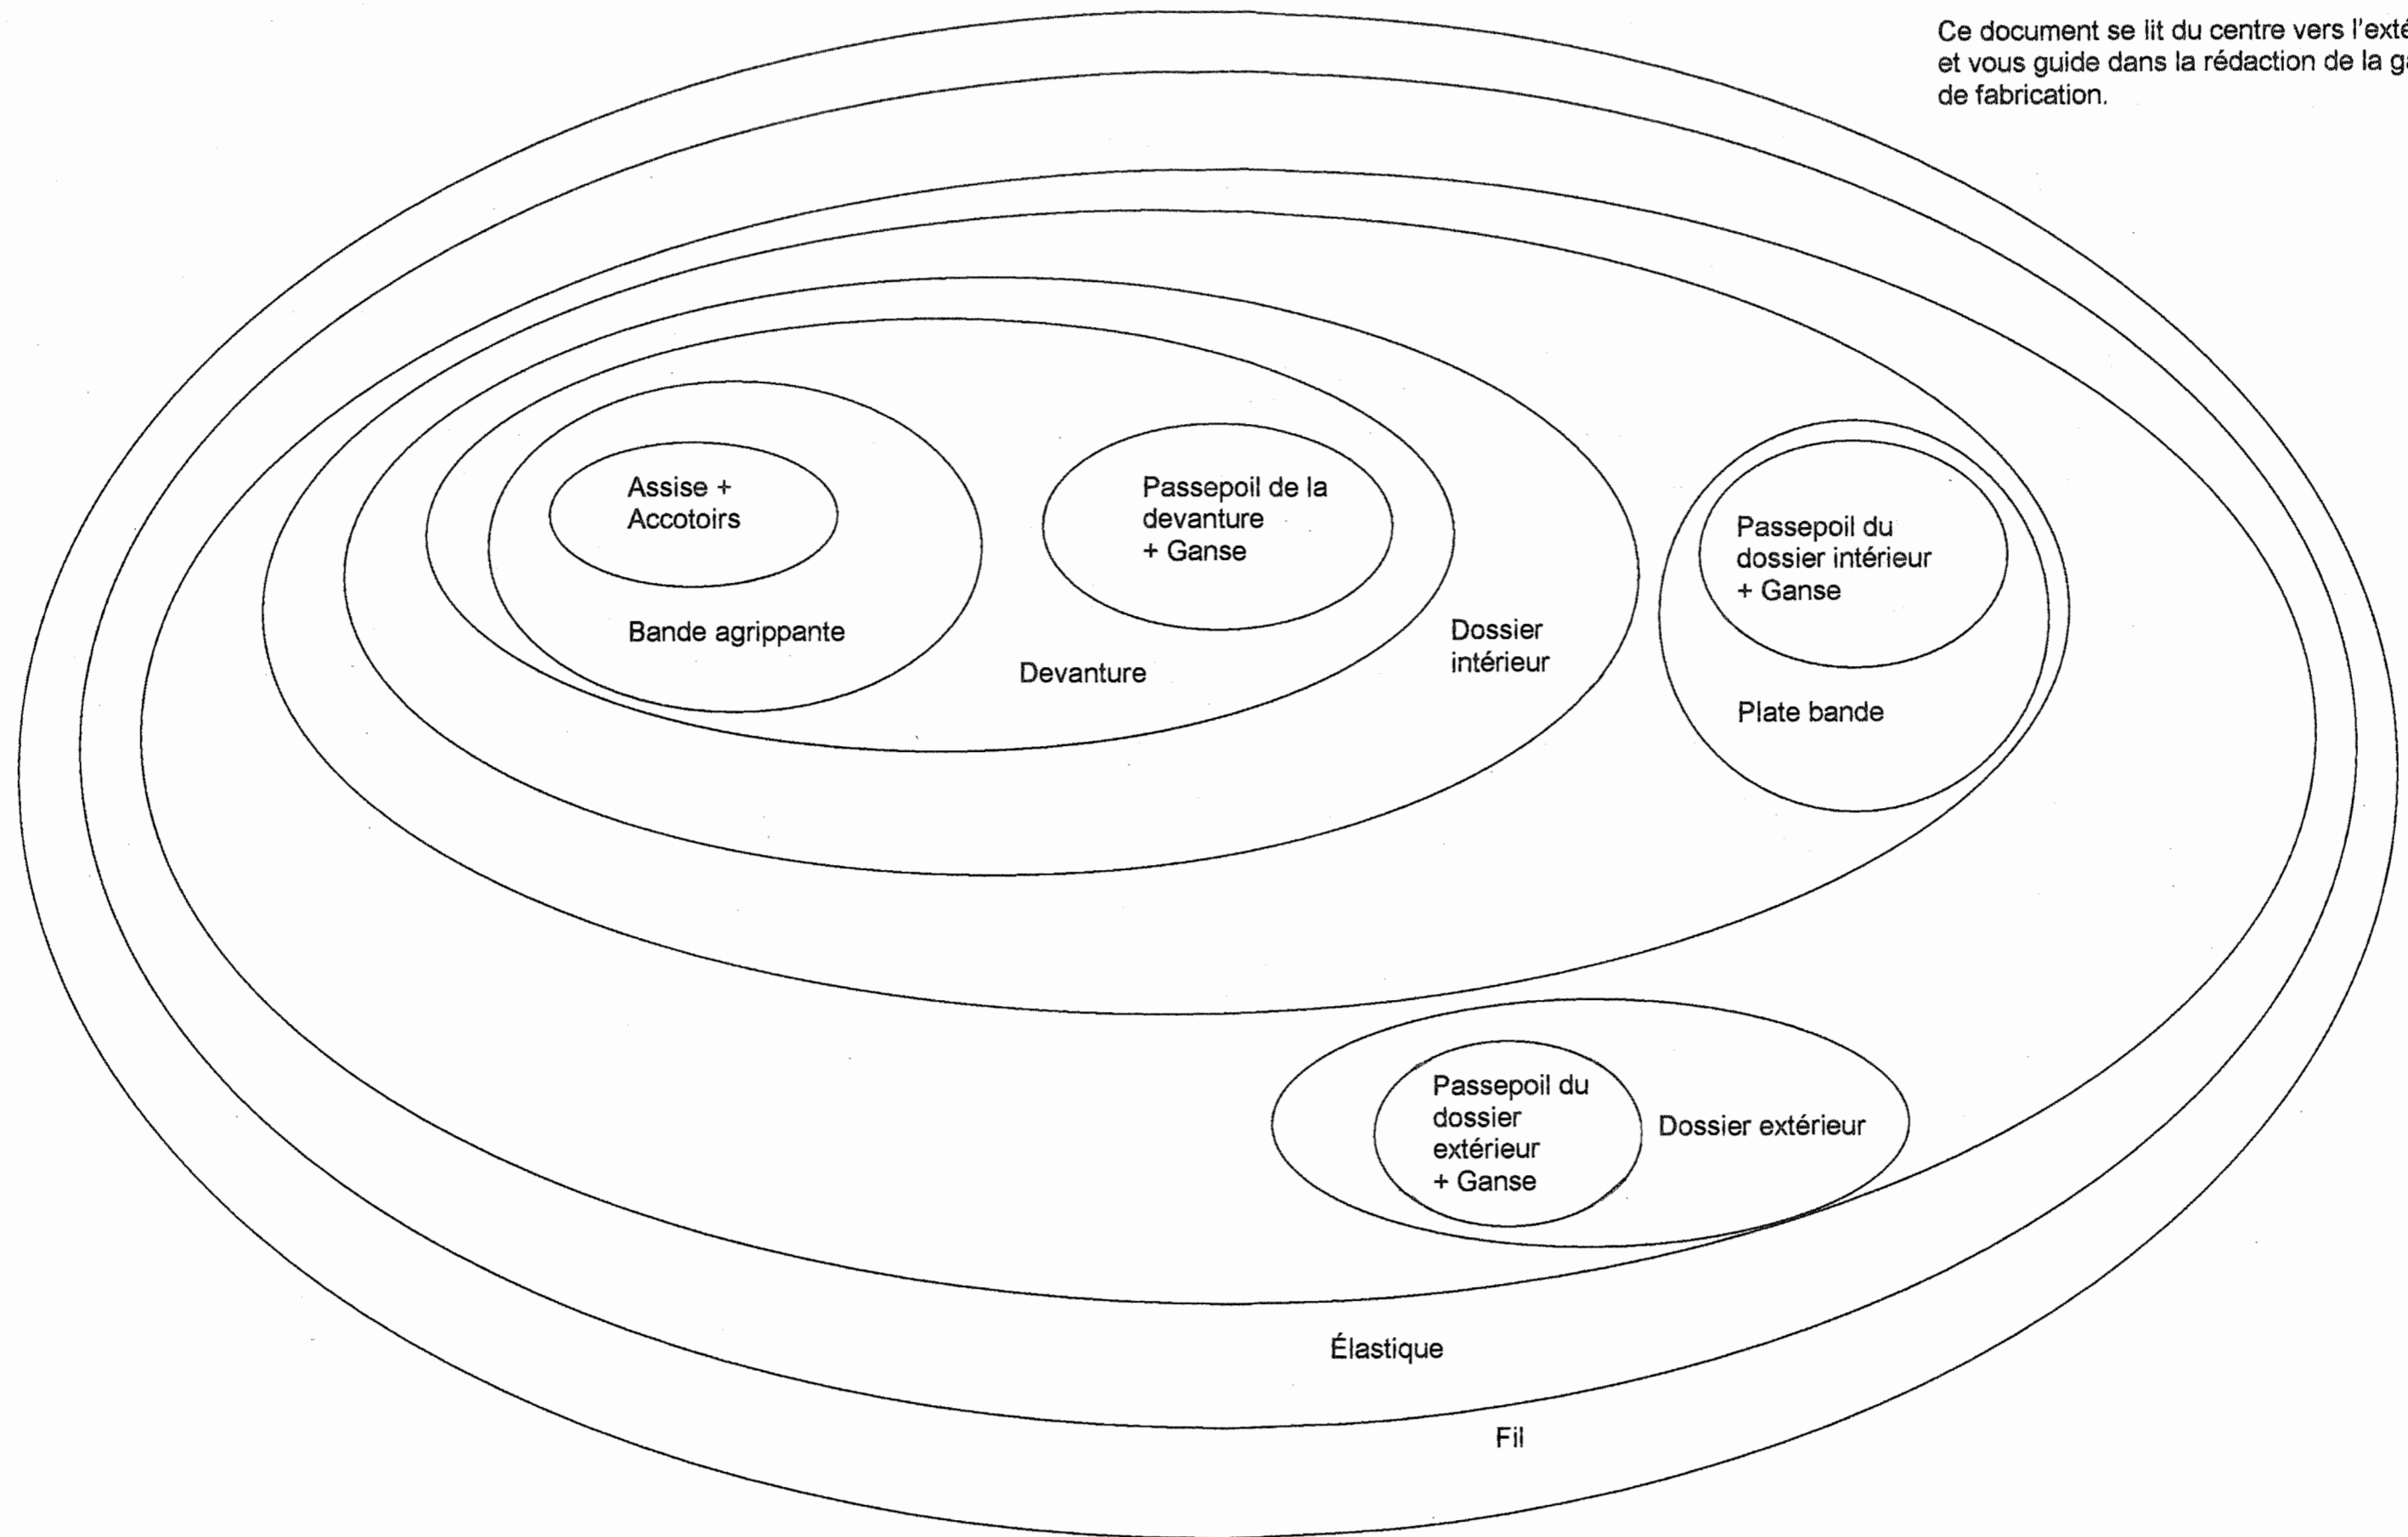 Ce document se lit du centre vers l'exté
et vous guide dans la rédaction de la ga
de fabrication.
Assise +
Accotoirs
Passepoil de la
devanture
+ Ganse
Passepoil du
dossier intérieur
+ Ganse
Bande agrippante
Dossier
intérieur
Devanture
Plate bande
Passepoil du
dossier
extérieur
+ Ganse
Dossier extérieur
Élastique
Fil